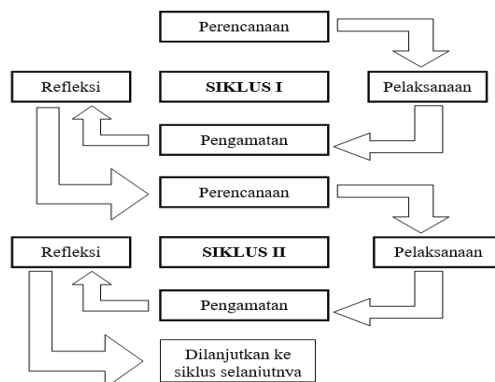 Perencanaan
Refleksi
SIKLUS I
Pelaksanaan
Pengamatan
Perencanaan
Refleksi
SIKLUS II
Pelaksanaan
Pengamatan
Dilanjutkan ke
siklus selanjutnya